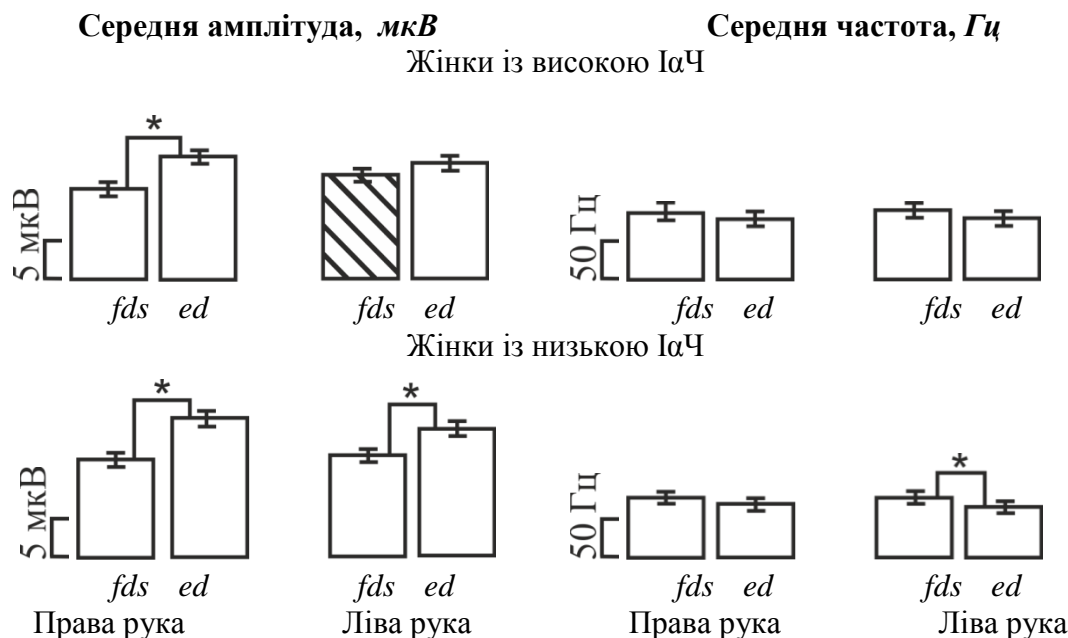 Середня амплітуда, мкВ Середня частота, Гц
Жінки із високою ІαЧ
* 
5 мкВ 50 Гц
fds ed fds ed fds ed fds ed
Жінки із низькою ІαЧ
* * *
5 мкВ 50 Гц
fds ed fds ed fds ed fds ed
Права рука Ліва рука Права рука Ліва рука